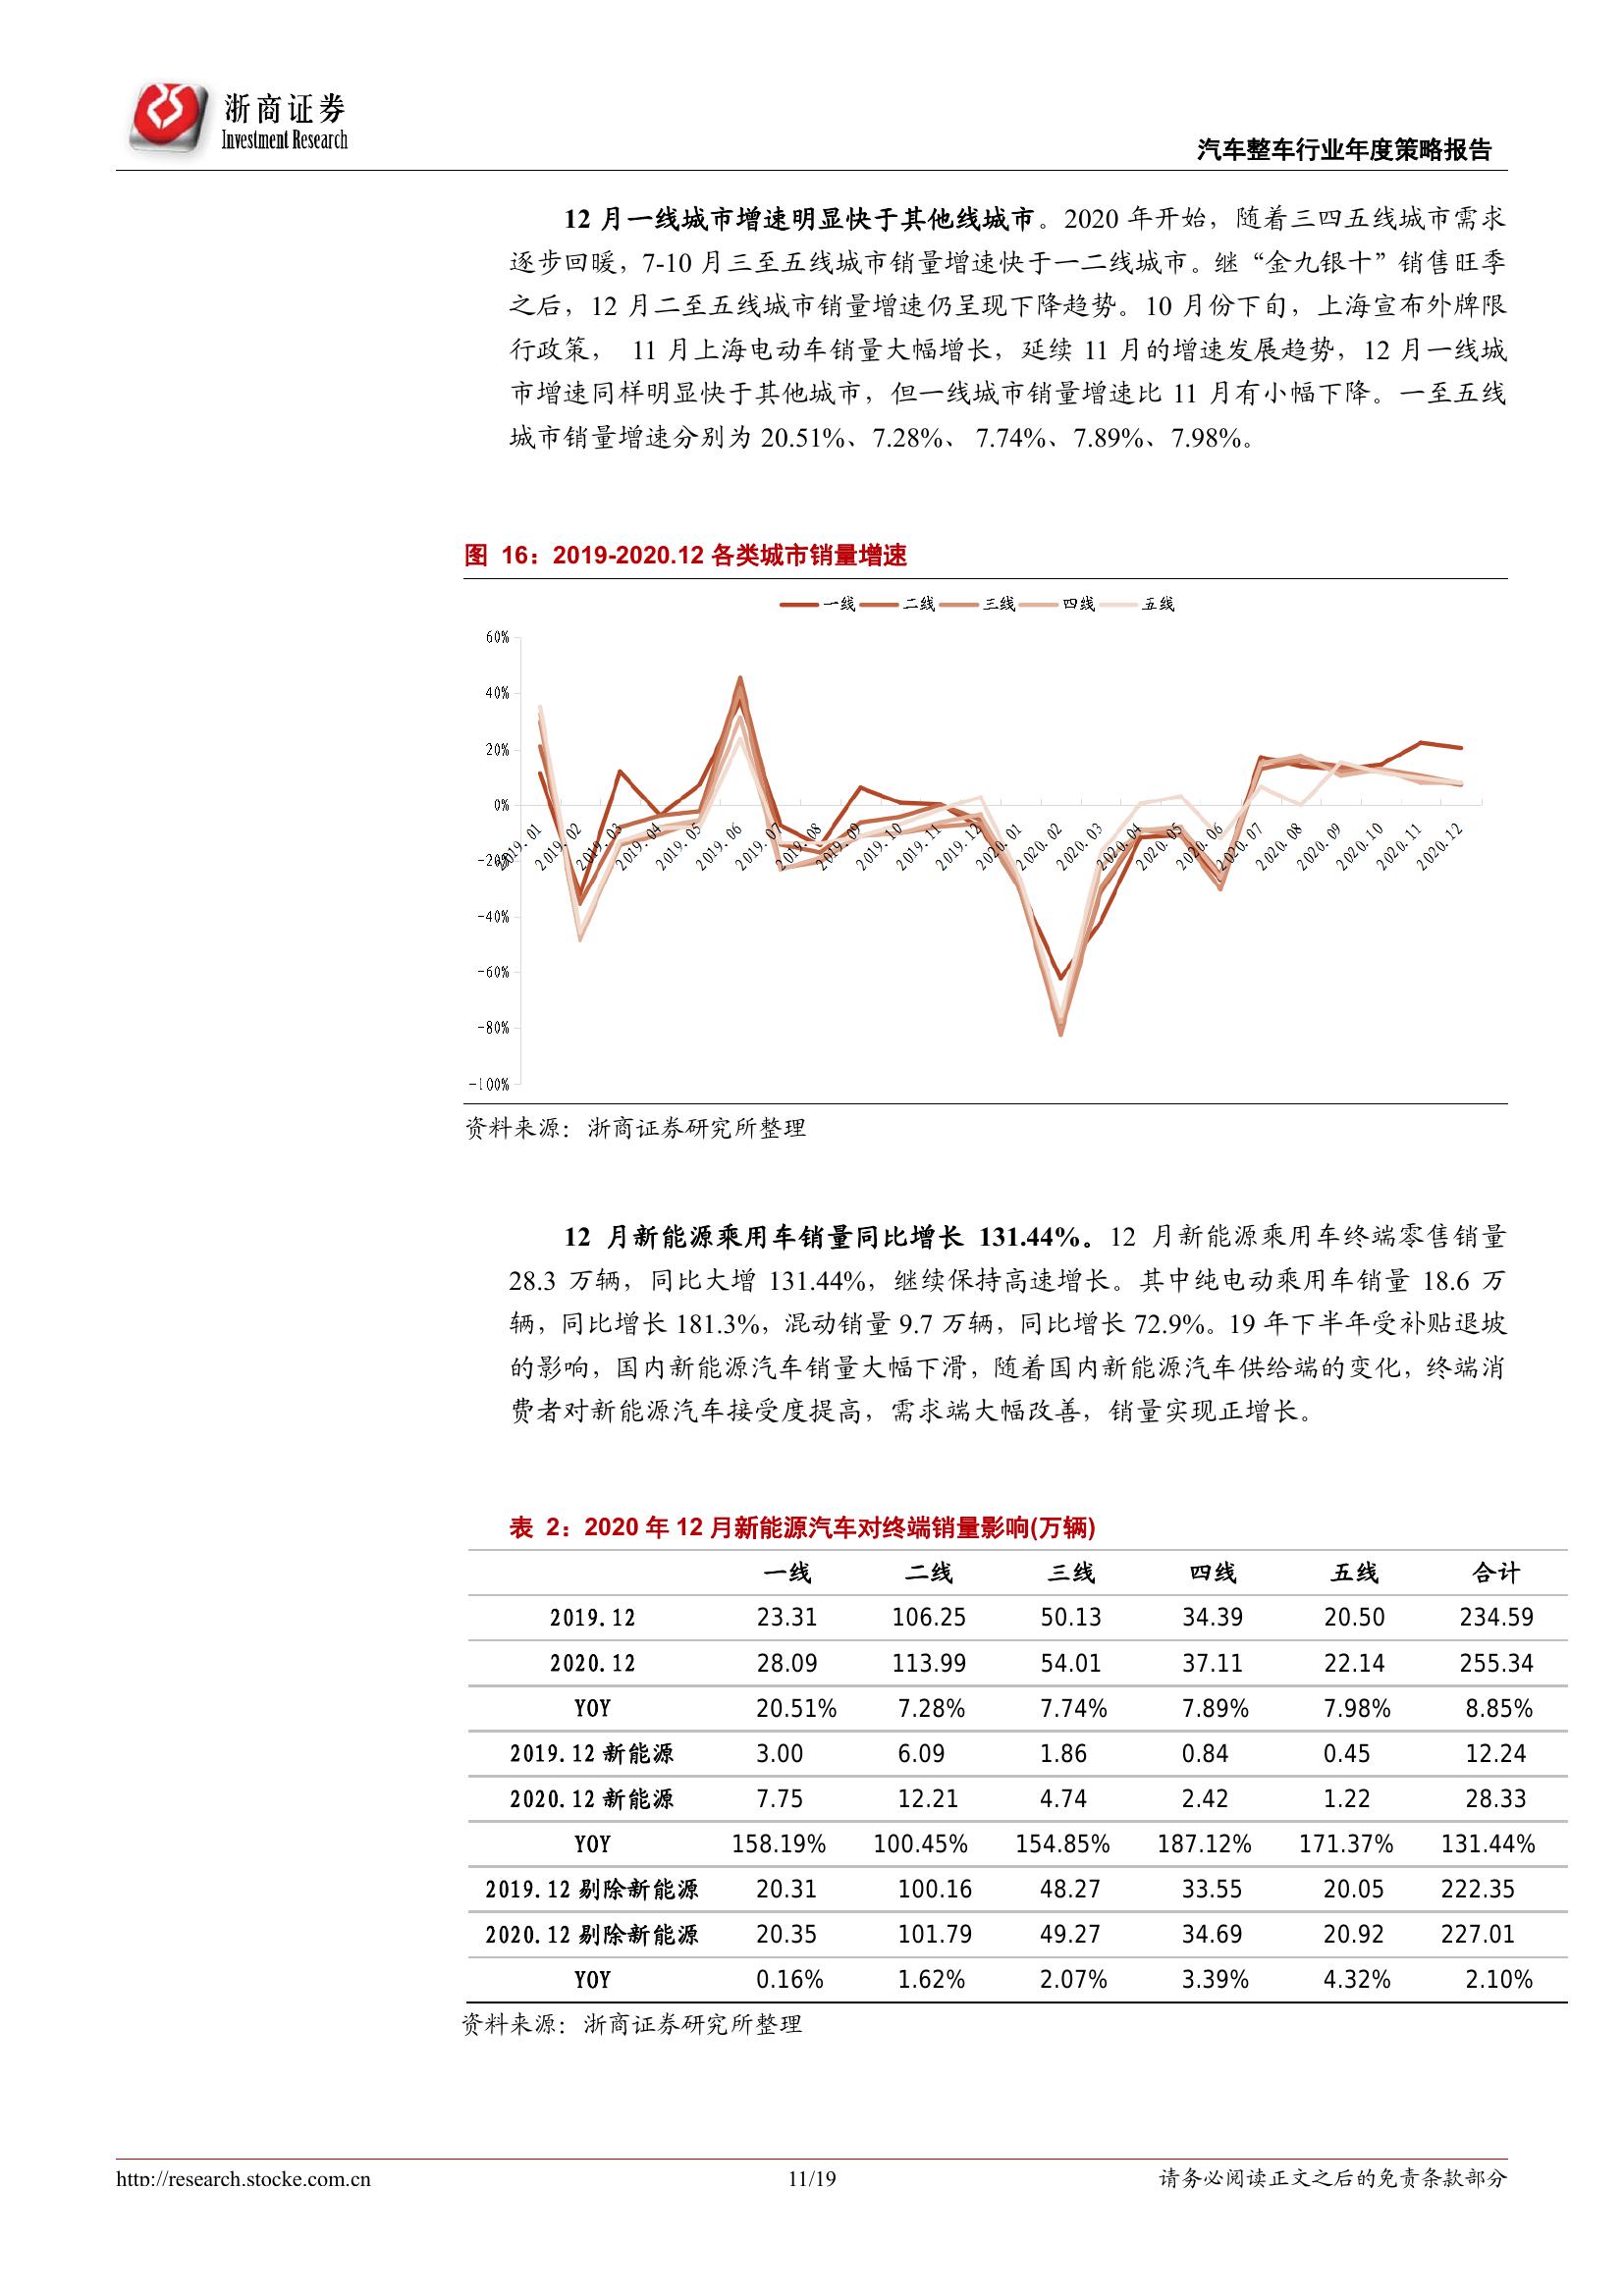 浙商证券
Investment Research
汽车整车行业年度策略报告
12 月一线城市增速明显快于其他线城市。2020 年开始，随着三四五线城市需求
逐步回暖，7-10 月三至五线城市销量增速快于一二线城市。继“金九银十”销售旺季
之后，12 月二至五线城市销量增速仍呈现下降趋势。10 月份下旬，上海宣布外牌限
行政策， 11 月上海电动车销量大幅增长，延续 11 月的增速发展趋势，12 月一线城
市增速同样明显快于其他城市，但一线城市销量增速比 11 月有小幅下降。一至五线
城市销量增速分别为 20.51%、7.28%、 7.74%、7.89%、7.98%。
图 16：2019-2020.12 各类城市销量增速
一线 二线 三线 四线 五线
60%
40%
20%
0%
-20%
-40%
-60%
-80%
-100%
2019.01 2019.02 2019.03 2019.04 2019.05 2019.06 2019.07 2019.08 2019.09 2019.10 2019.11 2019.12 2020.01 2020.02 2020.03 2020.04 2020.05 2020.06 2020.07 2020.08 2020.09 2020.10 2020.11 2020.12
资料来源：浙商证券研究所整理
12 月新能源乘用车销量同比增长 131.44%。12 月新能源乘用车终端零售销量
28.3 万辆，同比大增 131.44%，继续保持高速增长。其中纯电动乘用车销量 18.6 万
辆，同比增长 181.3%，混动销量 9.7 万辆，同比增长 72.9%。19 年下半年受补贴退坡
的影响，国内新能源汽车销量大幅下滑，随着国内新能源汽车供给端的变化，终端消
费者对新能源汽车接受度提高，需求端大幅改善，销量实现正增长。
表 2：2020 年 12 月新能源汽车对终端销量影响(万辆)
一线 二线 三线 四线 五线 合计
2019.12 23.31 106.25 50.13 34.39 20.50 234.59
2020.12 28.09 113.99 54.01 37.11 22.14 255.34
YOY 20.51% 7.28% 7.74% 7.89% 7.98% 8.85%
2019.12 新能源 3.00 6.09 1.86 0.84 0.45 12.24
2020.12 新能源 7.75 12.21 4.74 2.42 1.22 28.33
YOY 158.19% 100.45% 154.85% 187.12% 171.37% 131.44%
2019.12 剔除新能源 20.31 100.16 48.27 33.55 20.05 222.35
2020.12 剔除新能源 20.35 101.79 49.27 34.69 20.92 227.01
YOY 0.16% 1.62% 2.07% 3.39% 4.32% 2.10%
资料来源：浙商证券研究所整理
http://research.stocke.com.cn 11/19 请务必阅读正文之后的免责条款部分